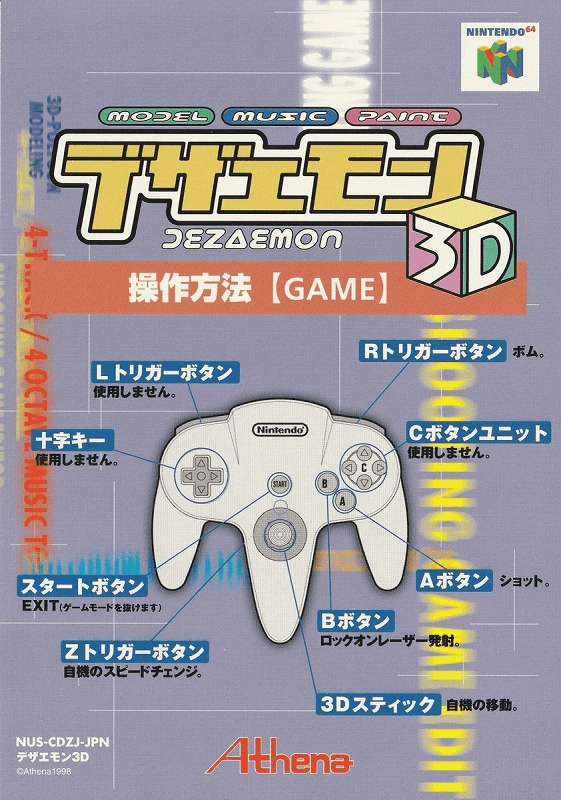 NINTENDO64
MODEL MUSIC PAINT
デザエモン
DEZAEMON
3D
操作方法【GAME】
Lトリガーボタン
使用しません。
Rトリガーボタン ボム。
十字キー
使用しません。
Cボタンユニット
使用しません。
Nintendo
START
B
A
C
スタートボタン
EXIT(ゲームモードを抜けます)
Aボタン ショット。
Bボタン
ロックオンレーザー発射。
Zトリガーボタン
自機のスピードチェンジ。
3Dスティック 自機の移動。
NUS-CDZJ-JPN
デザエモン3D
©Athena1998
Athena
MODELING
4-TRACK / 4 OCTAVE MUSIC